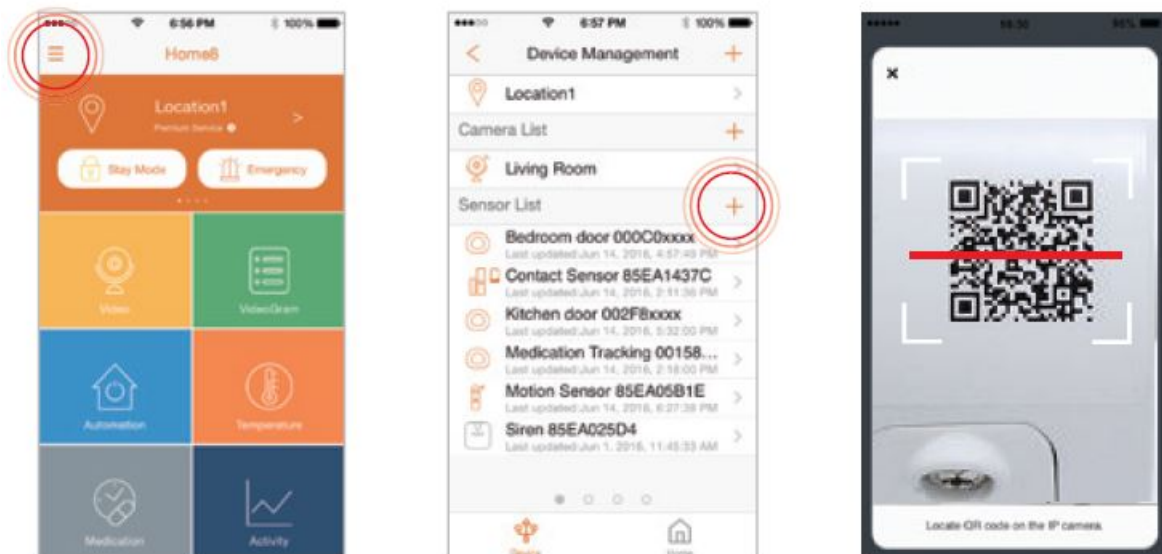 6:56 PM
100%
Home8
Location1
Premium Service
>
Stay Mode
Emergency
Video
VideoGram
Automation
Temperature
Medication
Activity
6:57 PM
100%
<
Device Management
+
Location1
>
Camera List
+
Living Room
Sensor List
+
Bedroom door 000C0xxxx
Last updated:Jun 14, 2016, 4:57:49 PM
Contact Sensor 85EA1437C
Last updated:Jun 14, 2016, 2:11:36 PM
Kitchen door 002F8xxxx
Last updated:Jun 14, 2016, 5:32:00 PM
Medication Tracking 00158...
Last updated:Jun 14, 2016, 2:18:00 PM
Motion Sensor 85EA05B1E
Last updated:Jun 14, 2016, 6:27:38 PM
Siren 85EA025D4
Last updated:Jun 1, 2016, 11:45:33 AM
Device
Home
×
Locate QR code on the IP camera.